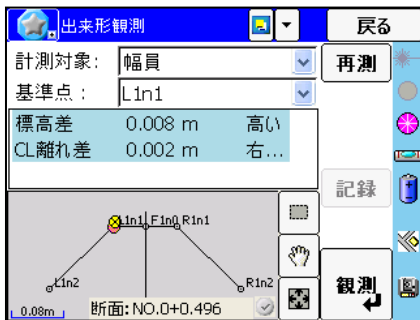 出来形観測
戻る
計測対象: 幅員
再測
基準点: L1n1
標高差 0.008 m 高い
CL離れ差 0.002 m 右...
記録
L1n1 F1n0 R1n1
L1n2 R1n2
観測
0.08m 断面: NO.0+0.496